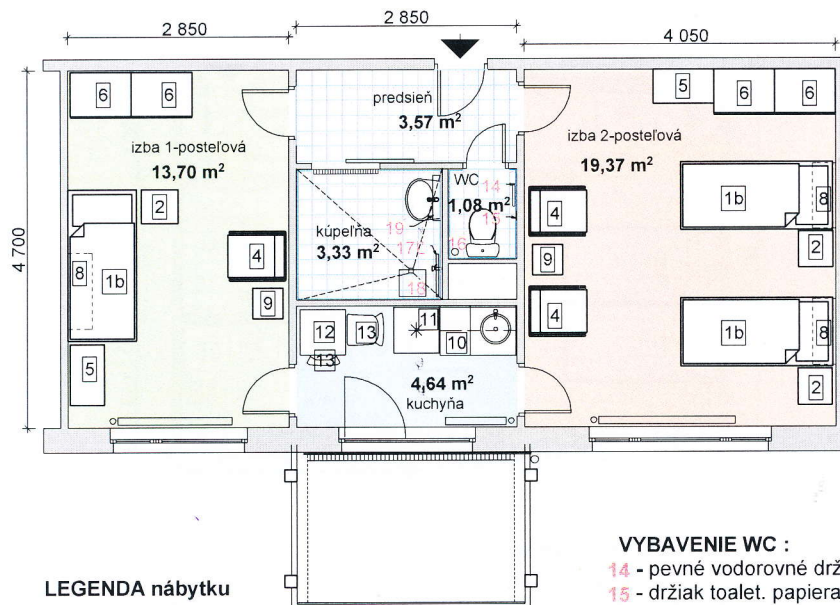 2 850
2 850
4 050
4 700
6 6
5 6 6
predsieň
3,57 m²
izba 1-posteľová
13,70 m²
izba 2-posteľová
19,37 m²
WC
14
1,08 m²
15
16
1b
8
2
4
9
5
kúpeľňa
3,33 m²
19
17
18
4
9
4
1b
8
2
1b
8
2
12
13
11
10
13
4,64 m²
kuchyňa
VYBAVENIE WC :
14 - pevné vodorovné drž
15 - držiak toalet. papiera
LEGENDA nábytku